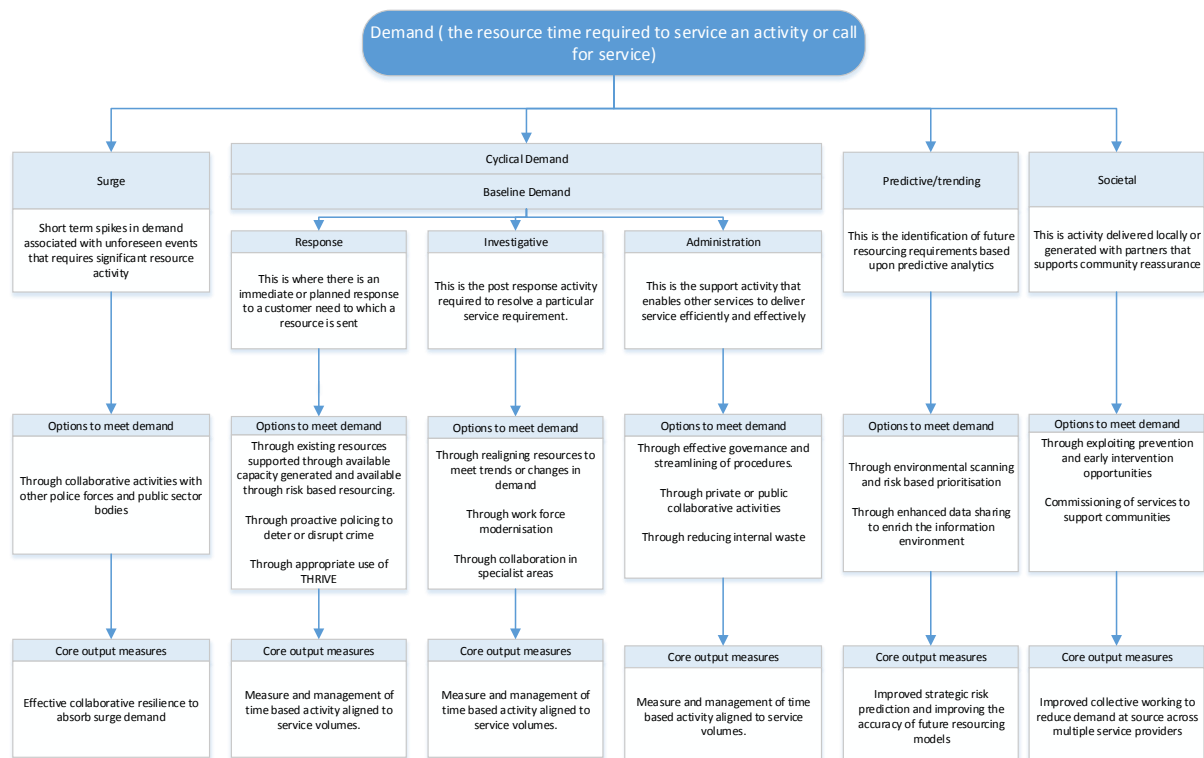 Demand ( the resource time required to service an activity or call
for service)
Surge
Short term spikes in demand
associated with unforeseen events
that requires significant resource
activity
Options to meet demand
Through collaborative activities with
other police forces and public sector
bodies
Core output measures
Effective collaborative resilience to
absorb surge demand
Cyclical Demand
Baseline Demand
Response
This is where there is an
immediate or planned response
to a customer need to which a
resource is sent
Options to meet demand
Through existing resources
supported through available
capacity generated and available
through risk based resourcing.
Through proactive policing to
deter or disrupt crime
Through appropriate use of
THRIVE
Core output measures
Measure and management of
time based activity aligned to
service volumes.
Investigative
This is the post response activity
required to resolve a particular
service requirement.
Options to meet demand
Through realigning resources to
meet trends or changes in
demand
Through work force
modernisation
Through collaboration in
specialist areas
Core output measures
Measure and management of
time based activity aligned to
service volumes.
Administration
This is the support activity that
enables other services to deliver
service efficiently and effectively
Options to meet demand
Through effective governance and
streamlining of procedures.
Through private or public
collaborative activities
Through reducing internal waste
Core output measures
Measure and management of time
based activity aligned to service
volumes.
Predictive/trending
This is the identification of future
resourcing requirements based
upon predictive analytics
Options to meet demand
Through environmental scanning
and risk based prioritisation
Through enhanced data sharing
to enrich the information
environment
Core output measures
Improved strategic risk
prediction and improving the
accuracy of future resourcing
models
Societal
This is activity delivered locally or
generated with partners that
supports community reassurance
Options to meet demand
Through exploiting prevention
and early intervention
opportunities
Commissioning of services to
support communities
Core output measures
Improved collective working to
reduce demand at source across
multiple service providers